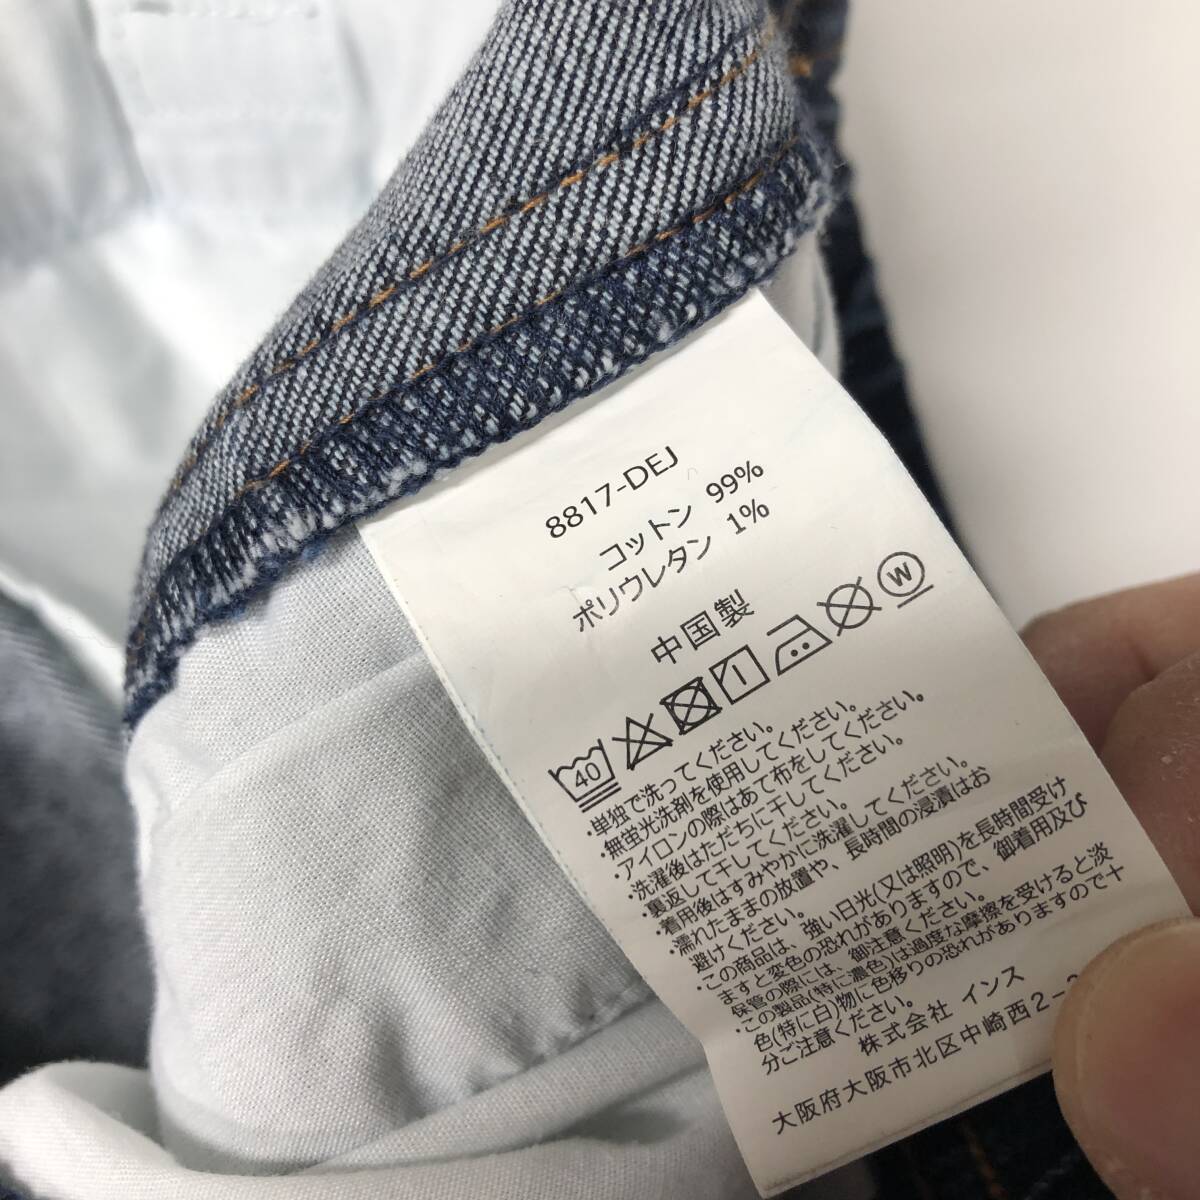 8817-DEJ
コットン 99%
ポリウレタン 1%
中国製
40 W
・単独で洗ってください。
・無蛍光洗剤を使用してください。
・アイロンの際はあて布をしてください。
・洗濯後はただちに干してください。
・裏返して干してください。
・着用後はすみやかに洗濯してください。
・濡れたままの放置や、長時間の浸漬はお
避けください。
・この商品は、強い日光(又は照明)を長時間受け
ますと変色の恐れがありますので、御着用及び
保管の際には、御注意ください。
・この製品(特に濃色)は過度な摩擦を受けると淡
色(特に白)物に色移りの恐れがありますので十
分ご注意ください。
株式会社 インス
大阪府大阪市北区中崎西2-